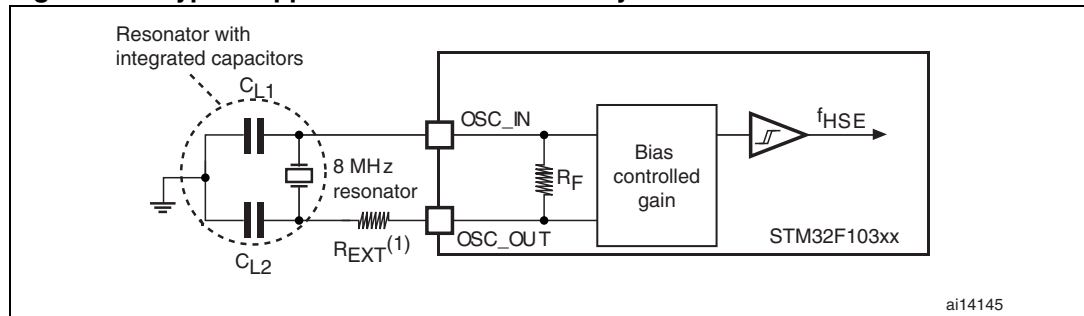 Resonator with
integrated capacitors
CL1
OSC_IN
fHSE
8 MHz
resonator
RF
Bias
controlled
gain
REXT(1)
OSC_OUT
STM32F103xx
CL2
ai14145